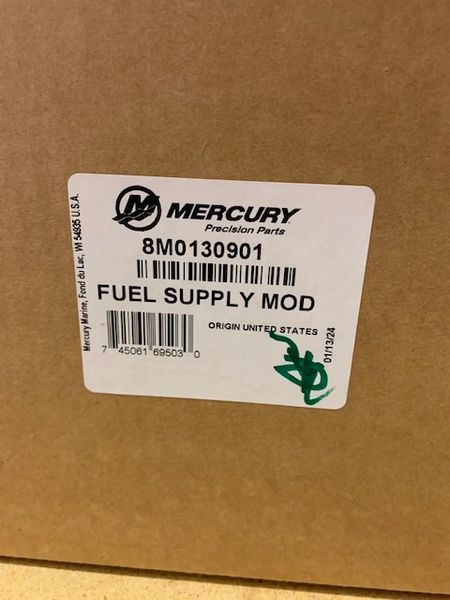 MERCURY
Precision Parts
8M0130901
FUEL SUPPLY MOD
ORIGIN UNITED STATES
7 45061 69503 0
01/13/24
Mercury Marine, Fond du Lac, WI 54935 U.S.A.